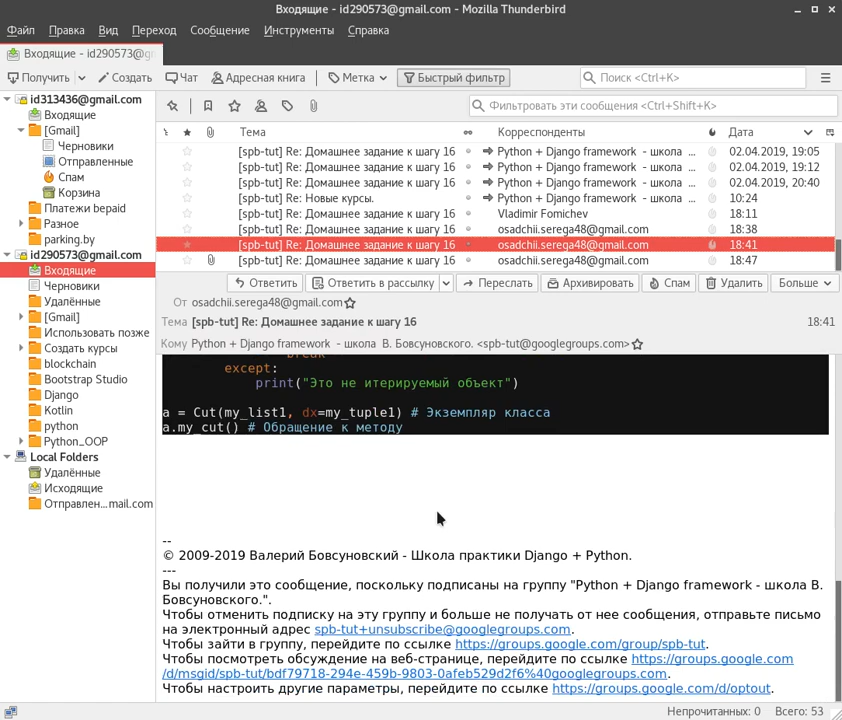 Входящие - id290573@gmail.com - Mozilla Thunderbird
Файл Правка Вид Переход Сообщение Инструменты Справка
Входящие - id290573@g
Получить Создать Чат Адресная книга Метка Быстрый фильтр Поиск <Ctrl+K>
id313436@gmail.com
Входящие
[Gmail]
Черновики
Отправленные
Спам
Корзина
Платежи bepaid
Разное
parking.by
id290573@gmail.com
Входящие
Черновики
Удалённые
[Gmail]
Использовать позже
Создать курсы
blockchain
Bootstrap Studio
Django
Kotlin
python
Python_OOP
Local Folders
Удалённые
Исходящие
Отправлен...mail.com
Фильтровать эти сообщения <Ctrl+Shift+K>
Тема Корреспонденты Дата
[spb-tut] Re: Домашнее задание к шагу 16 Python + Django framework - школа ... 02.04.2019, 19:05
[spb-tut] Re: Домашнее задание к шагу 16 Python + Django framework - школа ... 02.04.2019, 19:12
[spb-tut] Re: Домашнее задание к шагу 16 Python + Django framework - школа ... 02.04.2019, 20:40
[spb-tut] Re: Новые курсы. Python + Django framework - школа ... 10:24
[spb-tut] Re: Домашнее задание к шагу 16 Vladimir Fomichev 18:11
[spb-tut] Re: Домашнее задание к шагу 16 osadchii.serega48@gmail.com 18:38
[spb-tut] Re: Домашнее задание к шагу 16 osadchii.serega48@gmail.com 18:41
[spb-tut] Re: Домашнее задание к шагу 16 osadchii.serega48@gmail.com 18:47
Ответить Ответить в рассылку Переслать Архивировать Спам Удалить Больше
От osadchii.serega48@gmail.com
Тема [spb-tut] Re: Домашнее задание к шагу 16 18:41
Кому Python + Django framework - школа В. Бовсуновского. <spb-tut@googlegroups.com>
break
except:
print("Это не итерируемый объект")
a = Cut(my_list1, dx=my_tuple1) # Экземпляр класса
a.my_cut() # Обращение к методу
--
© 2009-2019 Валерий Бовсуновский - Школа практики Django + Python.
---
Вы получили это сообщение, поскольку подписаны на группу "Python + Django framework - школа В.
Бовсуновского.".
Чтобы отменить подписку на эту группу и больше не получать от нее сообщения, отправьте письмо
на электронный адрес spb-tut+unsubscribe@googlegroups.com.
Чтобы зайти в группу, перейдите по ссылке https://groups.google.com/group/spb-tut.
Чтобы посмотреть обсуждение на веб-странице, перейдите по ссылке https://groups.google.com
/d/msgid/spb-tut/bdf79718-294e-459b-9803-0afeb529d2f6%40googlegroups.com.
Чтобы настроить другие параметры, перейдите по ссылке https://groups.google.com/d/optout.
Непрочитанных: 0 Всего: 53